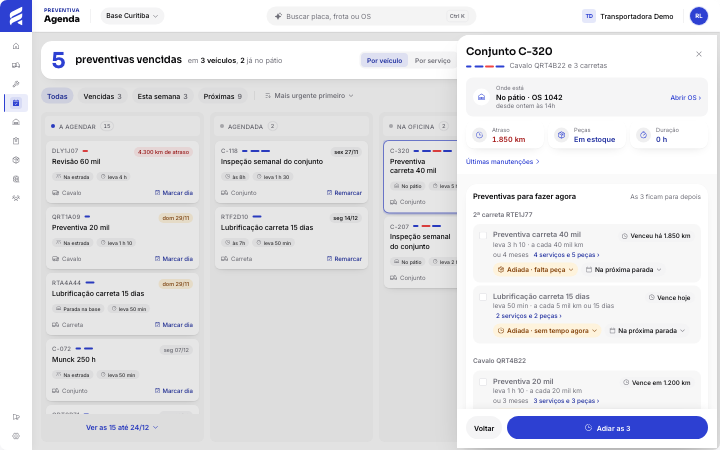 PREVENTIVA
Agenda
Base Curitiba
Buscar placa, frota ou OS
Ctrl K
TD
Transportadora Demo
RL
5 preventivas vencidas em 3 veículos, 2 já no pátio
Por veículo
Por serviço
Todas
Vencidas 3
Esta semana 3
Próximas 9
Mais urgente primeiro
A AGENDAR 15
DLY1J07
4.300 km de atraso
Revisão 60 mil
Na estrada
leva 4 h
Cavalo
Marcar dia
QRT1A09
dom 29/11
Preventiva 20 mil
Na estrada
leva 1 h 10
Cavalo
Marcar dia
RTA4A44
dom 29/11
Lubrificação carreta 15 dias
Parada na base
leva 50 min
Carreta
Marcar dia
C-072
seg 07/12
Munck 250 h
Na estrada
leva 50 min
Conjunto
Marcar dia
Ver as 15 até 24/12
AGENDADA 2
C-118
sex 27/11
Inspeção semanal do conjunto
às 8h
leva 1 h 30
Conjunto
Remarcar
RTF2D10
seg 14/12
Lubrificação carreta 15 dias
às 7h
leva 50 min
Carreta
Remarcar
NA OFICINA 2
C-320
Preventiva
carreta 40 mil
No pátio
Conjunto
C-207
Inspeção semanal
do conjunto
No pátio
Conjunto
Conjunto C-320
Cavalo QRT4B22 e 3 carretas
Onde está
No pátio · OS 1042
desde ontem às 14h
Abrir OS ›
Atraso
1.850 km
Peças
Em estoque
Duração
0 h
Últimas manutenções ›
Preventivas para fazer agora
As 3 ficam para depois
2ª carreta RTE1J77
Preventiva carreta 40 mil
Venceu há 1.850 km
leva 3 h 10 · a cada 40 mil km
ou 4 meses 4 serviços e 5 peças ›
Adiada · falta peça
Na próxima parada
Lubrificação carreta 15 dias
Vence hoje
leva 50 min · a cada 5 mil km ou 15 dias
2 serviços e 2 peças ›
Adiada · sem tempo agora
Na próxima parada
Cavalo QRT4B22
Preventiva 20 mil
Vence em 1.200 km
leva 1 h 10 · a cada 20 mil km
ou 3 meses 3 serviços e 3 peças ›
Voltar
Adiar as 3